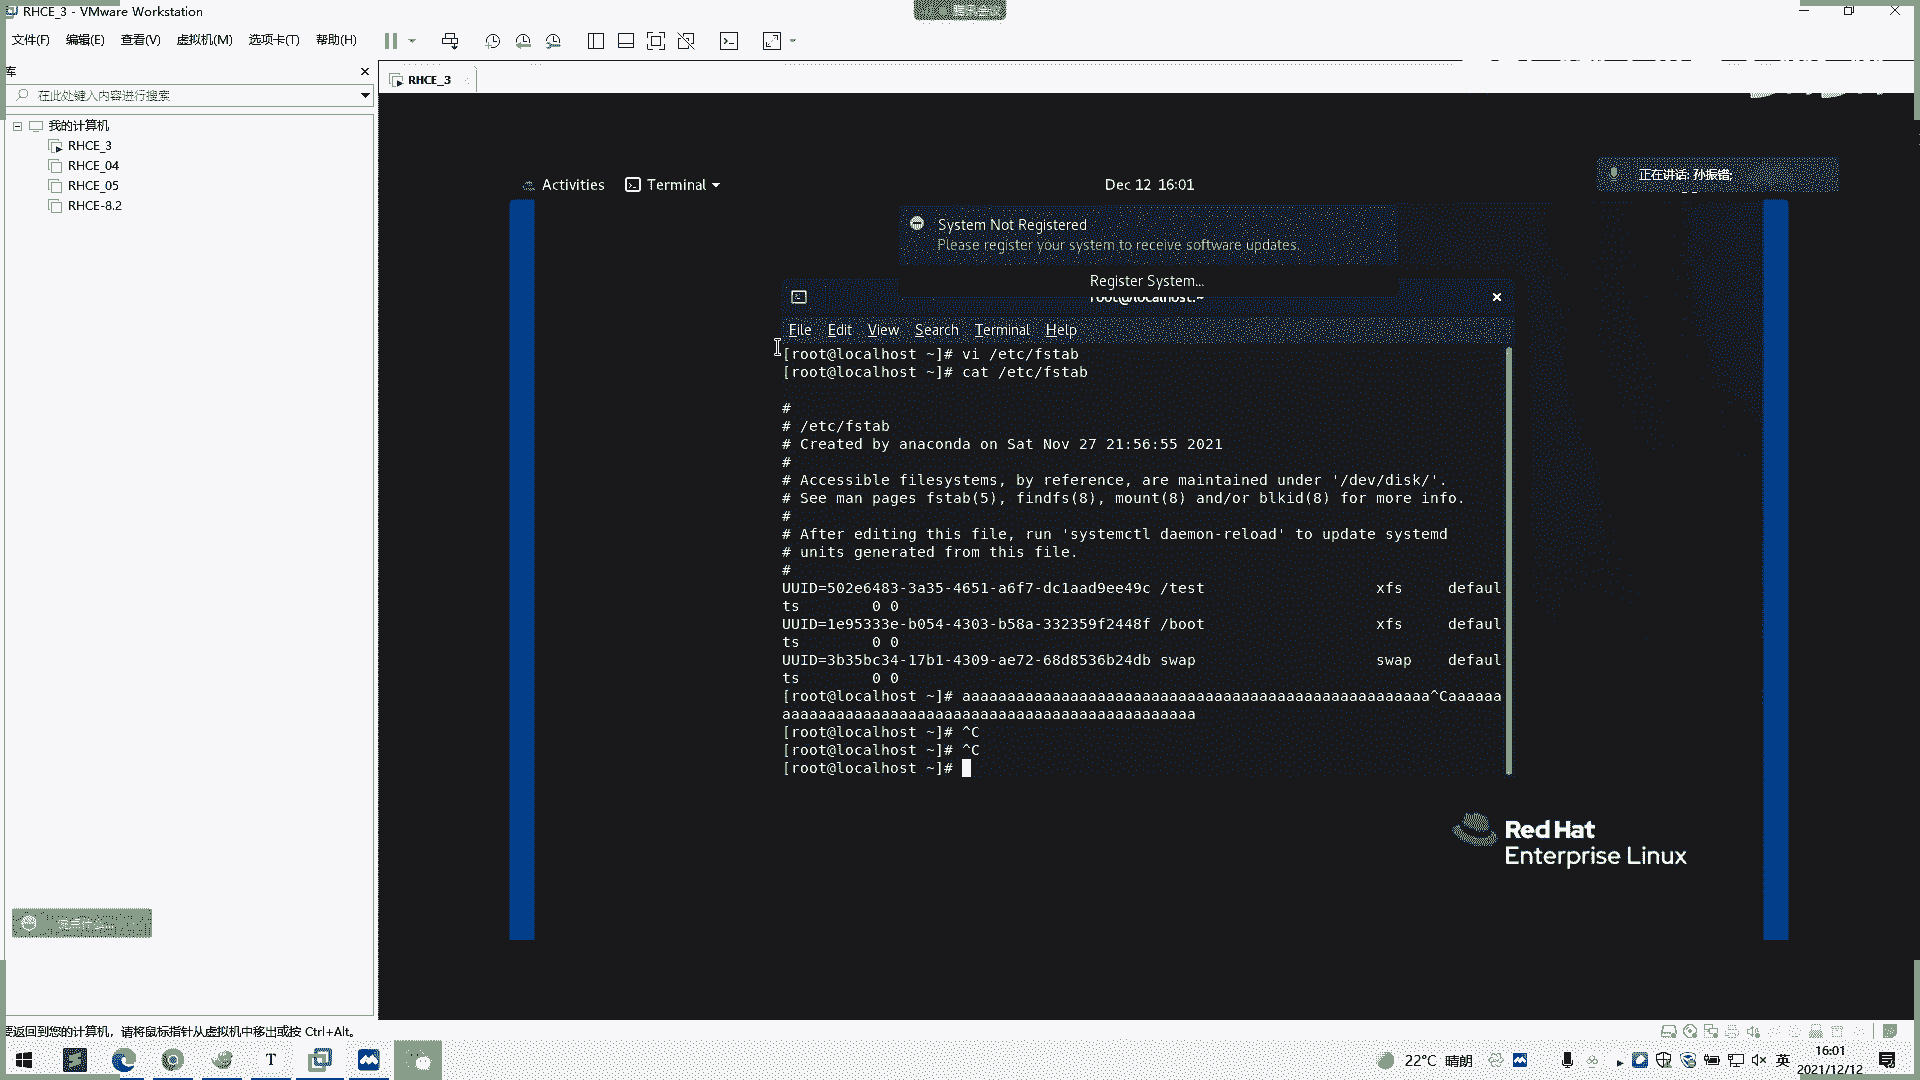 RHCE_3 - VMware Workstation
文件(F) 编辑(E) 查看(V) 虚拟机(M) 选项卡(T) 帮助(H)
库
在此处键入内容进行搜索
我的计算机
RHCE_3
RHCE_04
RHCE_05
RHCE-8.2
RHCE_3
Activities Terminal Dec 12 16:01
正在讲话: 孙振锴;
System Not Registered
Please register your system to receive software updates.
Register System...
root@localhost:~
File Edit View Search Terminal Help
[root@localhost ~]# vi /etc/fstab
[root@localhost ~]# cat /etc/fstab
#
# /etc/fstab
# Created by anaconda on Sat Nov 27 21:56:55 2021
#
# Accessible filesystems, by reference, are maintained under '/dev/disk/'.
# See man pages fstab(5), findfs(8), mount(8) and/or blkid(8) for more info.
#
# After editing this file, run 'systemctl daemon-reload' to update systemd
# units generated from this file.
#
UUID=502e6483-3a35-4651-a6f7-dc1aad9ee49c /test xfs defaul
ts 0 0
UUID=1e95333e-b054-4303-b58a-332359f2448f /boot xfs defaul
ts 0 0
UUID=3b35bc34-17b1-4309-ae72-68d8536b24db swap swap defaul
ts 0 0
[root@localhost ~]# aaaaaaaaaaaaaaaaaaaaaaaaaaaaaaaaaaaaaaaaaaaaaaaaaaaa^Caaaaaa
aaaaaaaaaaaaaaaaaaaaaaaaaaaaaaaaaaaaaaaaaaaaaa
[root@localhost ~]# ^C
[root@localhost ~]# ^C
[root@localhost ~]#
Red Hat
Enterprise Linux
要返回到您的计算机，请将鼠标指针从虚拟机中移出或按 Ctrl+Alt。
22°C 晴朗
英
16:01
2021/12/12